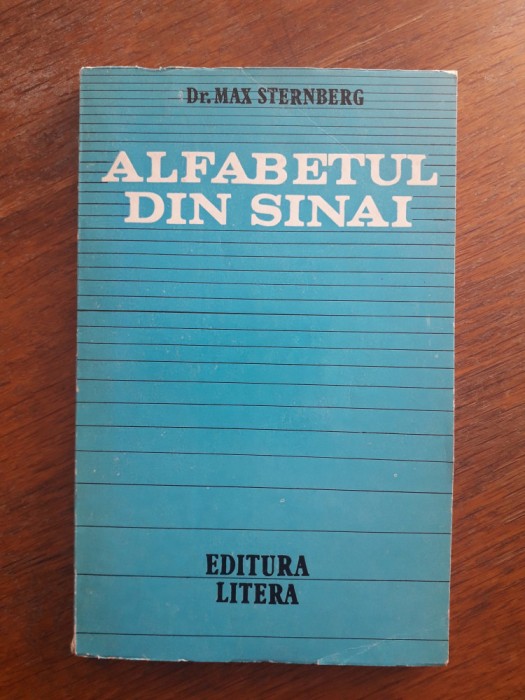 Dr. MAX STERNBERG
ALFABETUL
DIN SINAI
EDITURA
LITERA